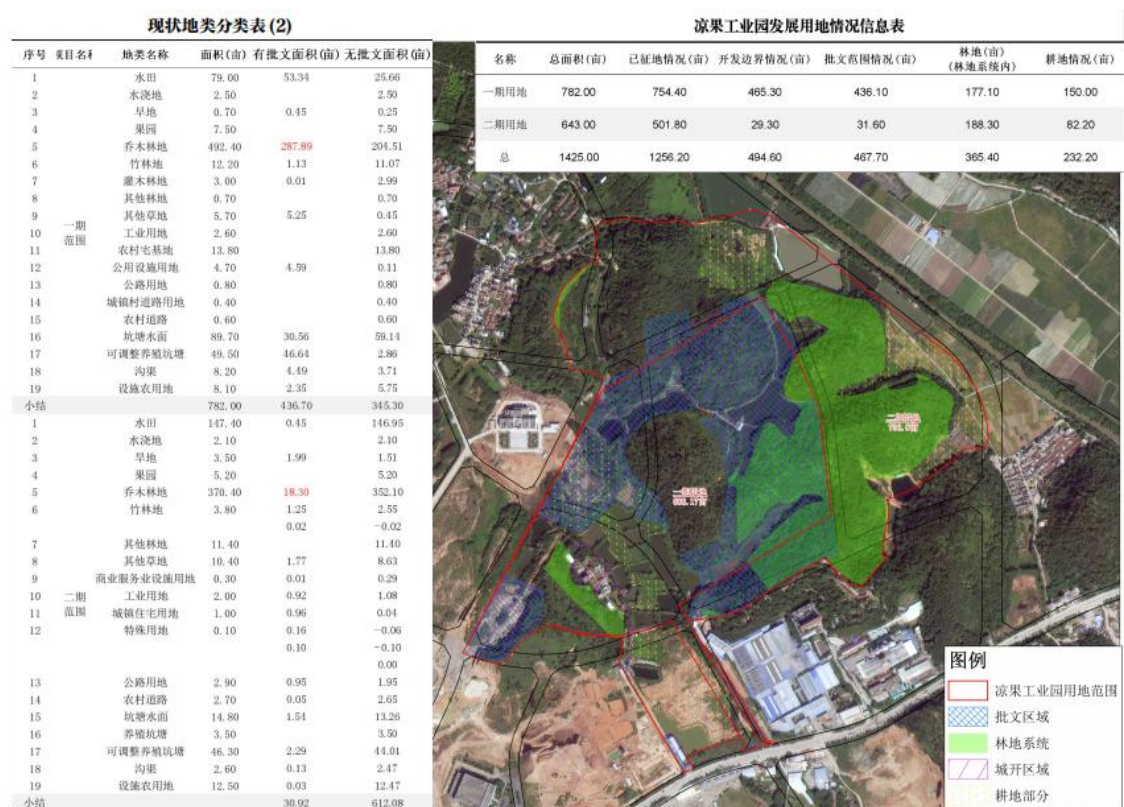 现状地类分类表(2)
序号 项目名称 地类名称 面积(亩) 有批文面积(亩) 无批文面积(亩)
1 水田 79.00 53.34 25.66
2 水浇地 2.50 2.50
3 旱地 0.70 0.45 0.25
4 果园 7.50 7.50
5 乔木林地 492.40 287.89 204.51
6 竹林地 12.20 1.13 11.07
7 灌木林地 3.00 0.01 2.99
8 其他林地 0.70 0.70
9 其他草地 5.70 5.25 0.45
一期范围
10 工业用地 2.60 2.60
11 农村宅基地 13.80 13.80
12 公用设施用地 4.70 4.59 0.11
13 公路用地 0.80 0.80
14 城镇村道路用地 0.40 0.40
15 农村道路 0.60 0.60
16 坑塘水面 89.70 30.56 59.14
17 可调整养殖坑塘 49.50 46.64 2.86
18 沟渠 8.20 4.49 3.71
19 设施农用地 8.10 2.35 5.75
小结 782.00 436.70 345.30
1 水田 147.40 0.45 146.95
2 水浇地 2.10 2.10
3 旱地 3.50 1.99 1.51
4 果园 5.20 5.20
5 乔木林地 370.40 18.30 352.10
6 竹林地 3.80 1.25 2.55
0.02 -0.02
7 其他林地 11.40 11.40
8 其他草地 10.40 1.77 8.63
9 商业服务业设施用地 0.30 0.01 0.29
二期范围
10 工业用地 2.00 0.92 1.08
11 城镇住宅用地 1.00 0.96 0.04
12 特殊用地 0.10 0.16 -0.06
0.10 -0.10
0.00
13 公路用地 2.90 0.95 1.95
14 农村道路 2.70 0.05 2.65
15 坑塘水面 14.80 1.54 13.26
16 养殖坑塘 3.50 3.50
17 可调整养殖坑塘 46.30 2.29 44.01
18 沟渠 2.60 0.13 2.47
19 设施农用地 12.50 0.03 12.47
小结 30.92 612.08
凉果工业园发展用地情况信息表
名称 总面积(亩) 已征地情况(亩) 开发边界情况(亩) 批文范围情况(亩) 林地(亩)(林地系统内) 耕地情况(亩)
一期用地 782.00 754.40 465.30 436.10 177.10 150.00
二期用地 643.00 501.80 29.30 31.60 188.30 82.20
总 1425.00 1256.20 494.60 467.70 365.40 232.20
图例
凉果工业园用地范围
批文区域
林地系统
城开区域
耕地部分